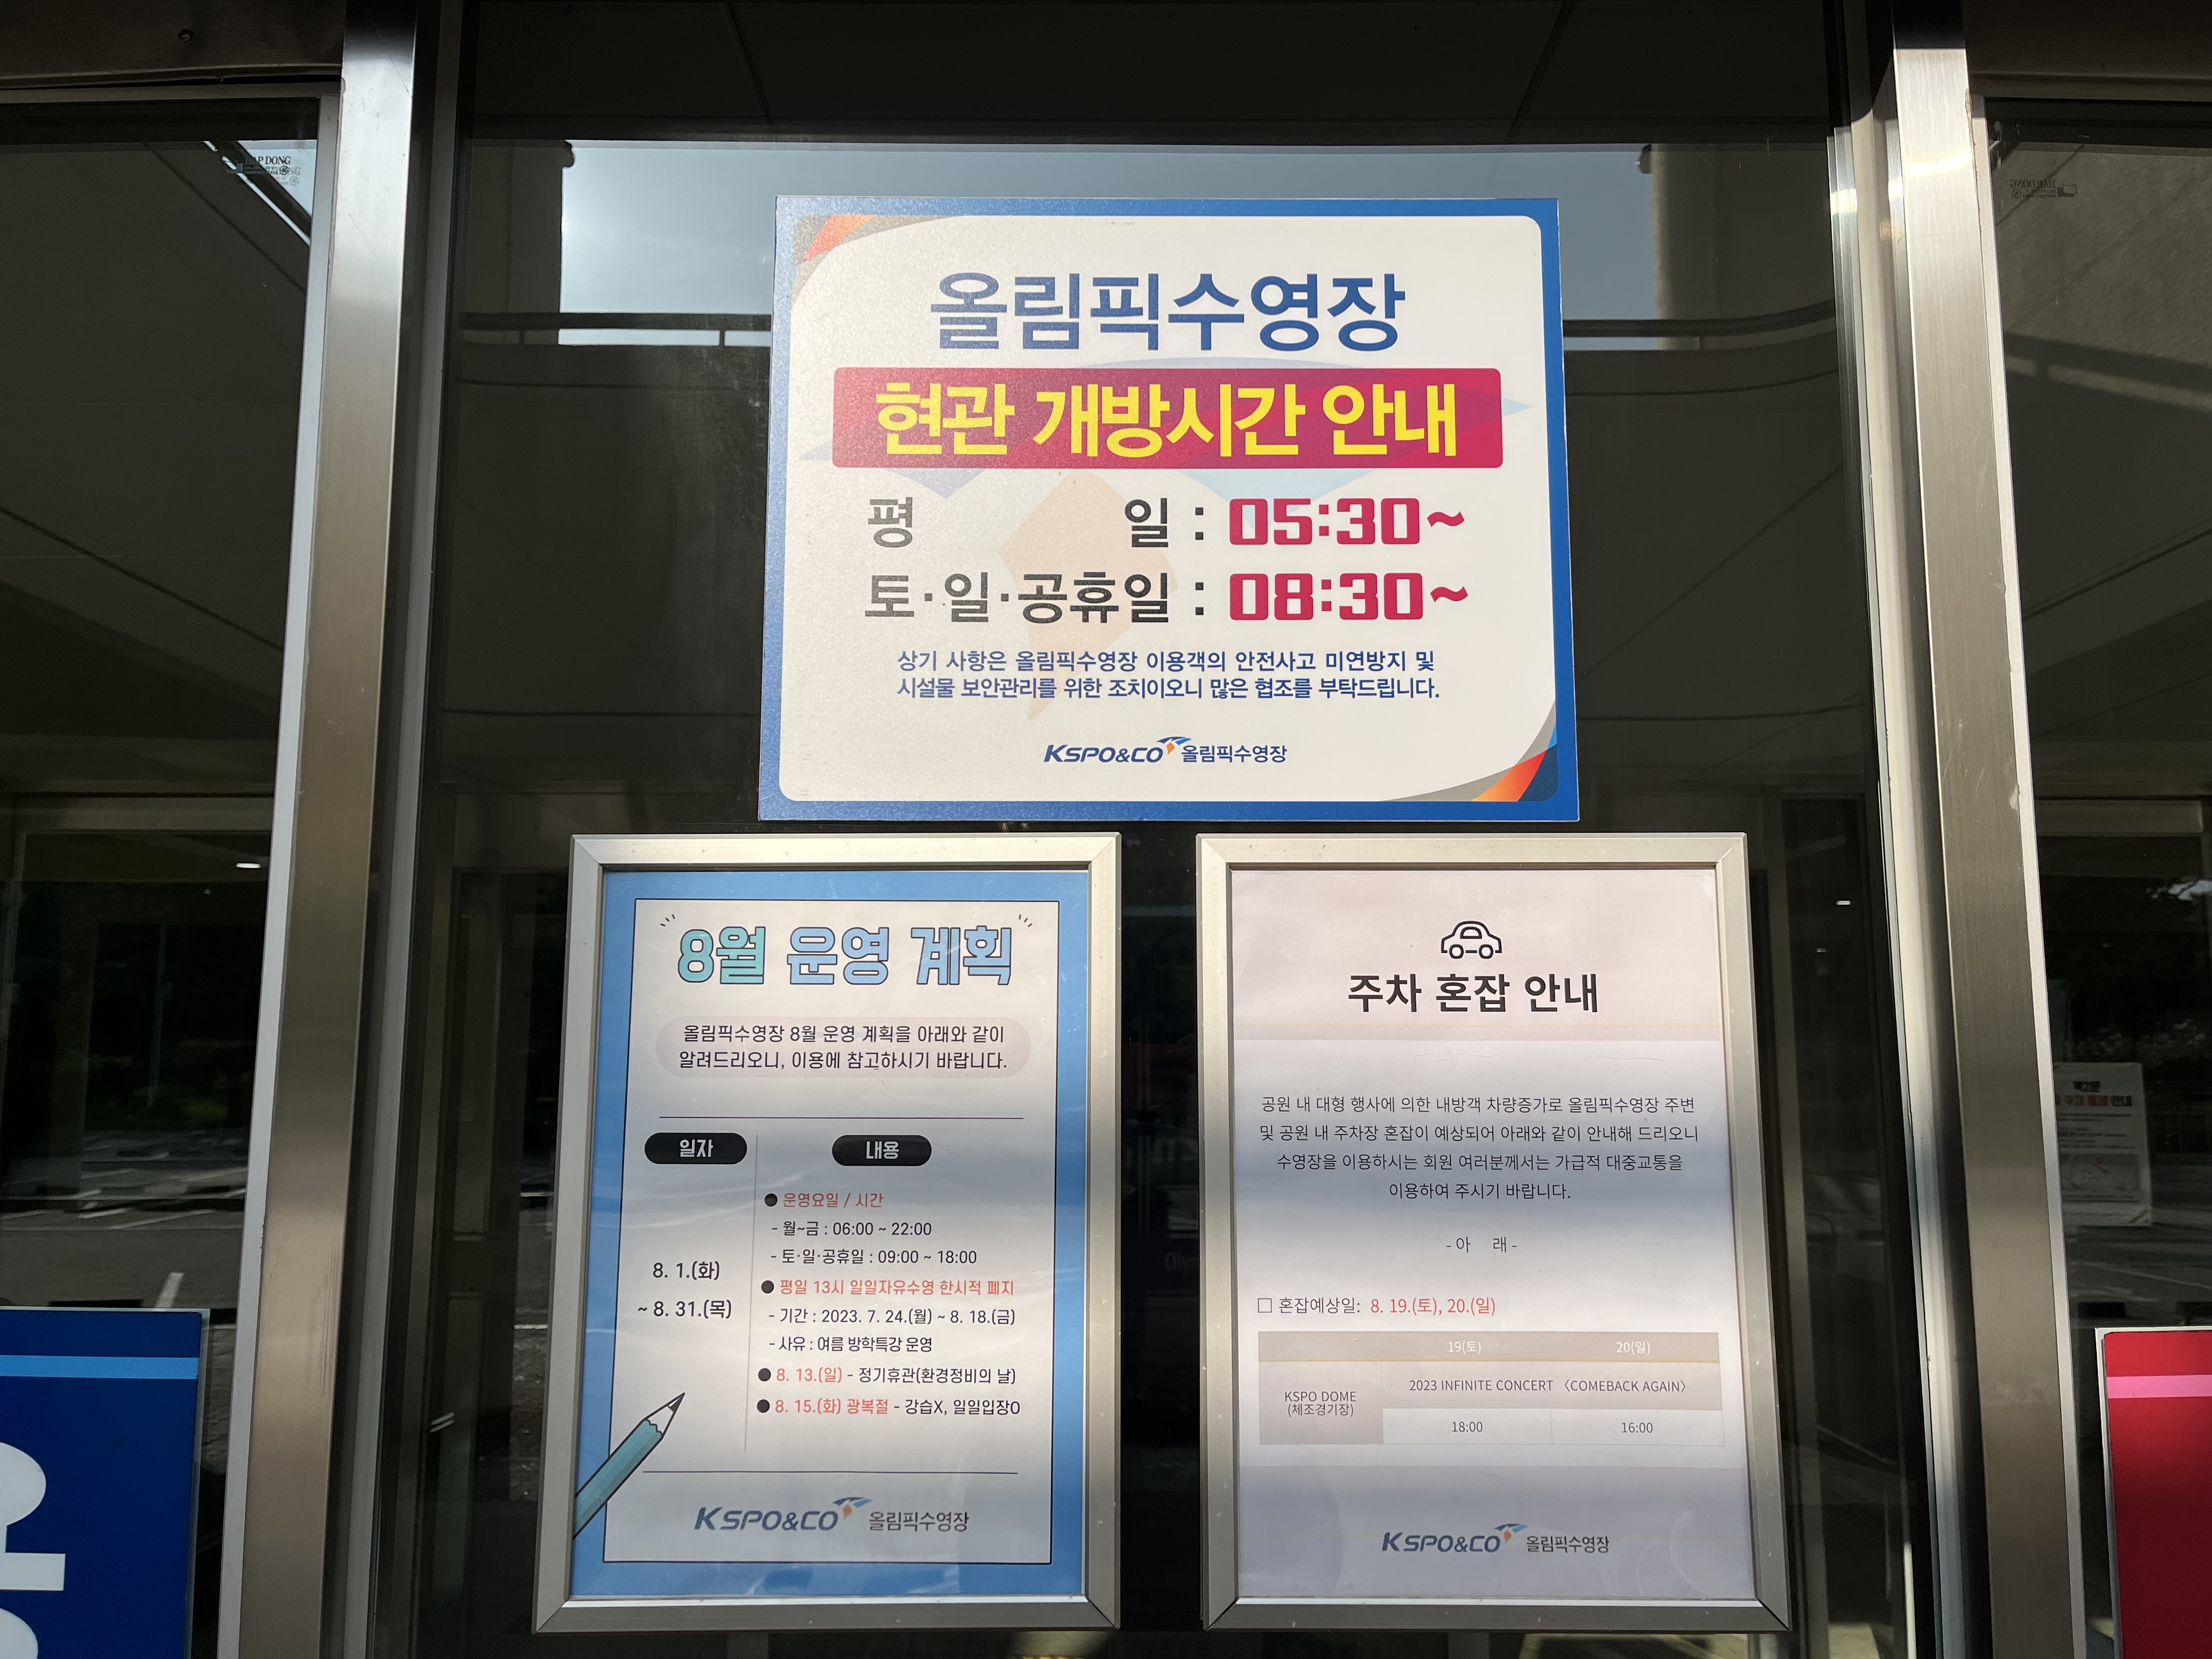 HAP DONG
올림픽수영장
현관 개방시간 안내
평 일 : 05:30~
토·일·공휴일 : 08:30~
상기 사항은 올림픽수영장 이용객의 안전사고 미연방지 및
시설물 보안관리를 위한 조치이오니 많은 협조를 부탁드립니다.
KSPO&CO 올림픽수영장
8월 운영 계획
올림픽수영장 8월 운영 계획을 아래와 같이
알려드리오니, 이용에 참고하시기 바랍니다.
일자
내용
8. 1.(화)
~ 8. 31.(목)
● 운영요일 / 시간
- 월~금 : 06:00 ~ 22:00
- 토·일·공휴일 : 09:00 ~ 18:00
● 평일 13시 일일자유수영 한시적 폐지
- 기간 : 2023. 7. 24.(월) ~ 8. 18.(금)
- 사유 : 여름 방학특강 운영
● 8. 13.(일) - 정기휴관(환경정비의 날)
● 8. 15.(화) 광복절 - 강습X, 일일입장O
KSPO&CO 올림픽수영장
주차 혼잡 안내
공원 내 대형 행사에 의한 내방객 차량증가로 올림픽수영장 주변
및 공원 내 주차장 혼잡이 예상되어 아래와 같이 안내해 드리오니
수영장을 이용하시는 회원 여러분께서는 가급적 대중교통을
이용하여 주시기 바랍니다.
- 아 래 -
□ 혼잡예상일: 8. 19.(토), 20.(일)
19(토) 20(일)
KSPO DOME
(체조경기장)
2023 INFINITE CONCERT 〈COMEBACK AGAIN〉
18:00 16:00
KSPO&CO 올림픽수영장